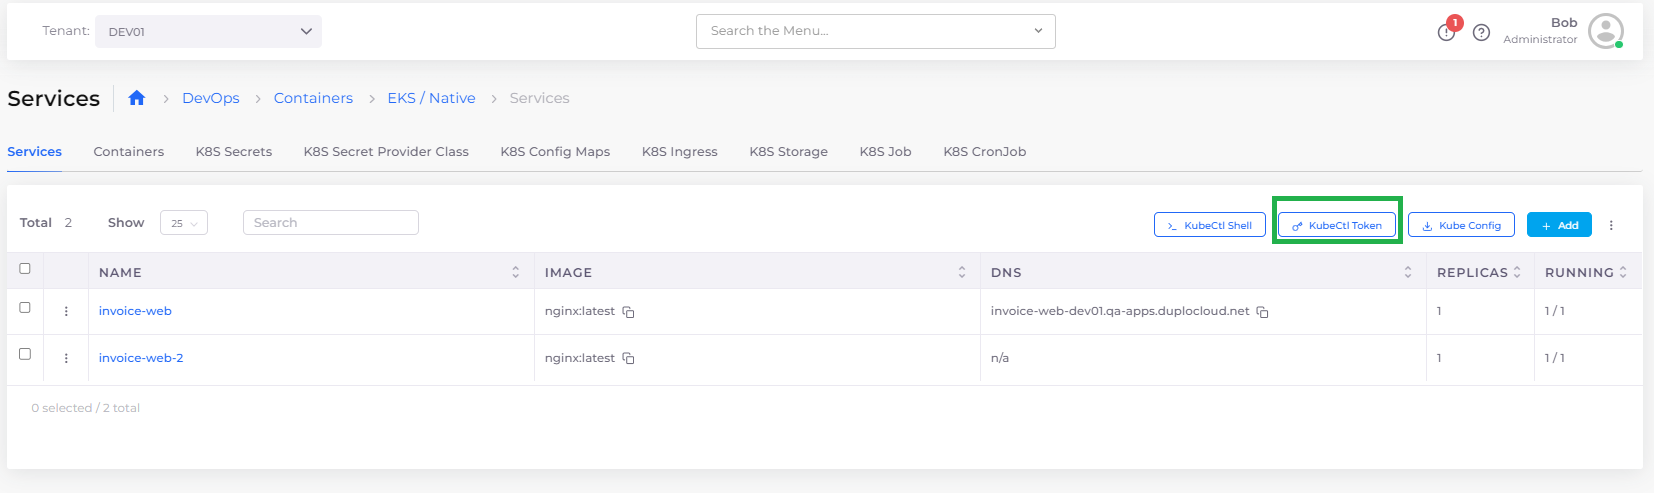 Tenant: DEV01 Search the Menu... 1 Bob
Administrator
Services DevOps Containers EKS / Native Services
Services Containers K8S Secrets K8S Secret Provider Class K8S Config Maps K8S Ingress K8S Storage K8S Job K8S CronJob
Total 2 Show 25 Search KubeCtl Shell KubeCtl Token Kube Config Add
NAME IMAGE DNS REPLICAS RUNNING
invoice-web nginx:latest invoice-web-dev01.qa-apps.duplocloud.net 1 1 / 1
invoice-web-2 nginx:latest n/a 1 1 / 1
0 selected / 2 total